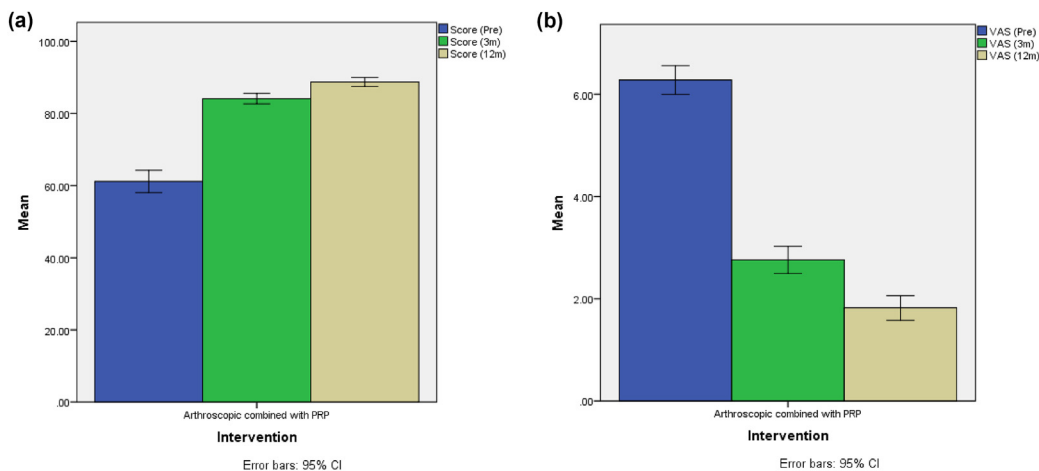 (a)
Score (Pre)
Score (3m)
Score (12m)
100.00
80.00
60.00
40.00
20.00
.00
Mean
Arthroscopic combined with PRP
Intervention
Error bars: 95% CI
(b)
VAS (Pre)
VAS (3m)
VAS (12m)
6.00
4.00
2.00
.00
Mean
Arthroscopic combined with PRP
Intervention
Error bars: 95% CI